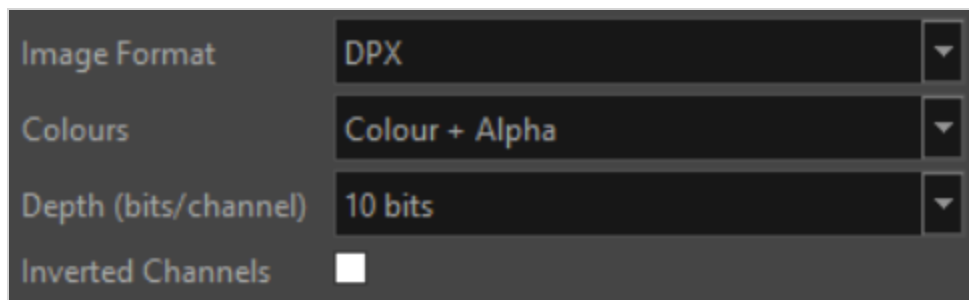 Image Format DPX
Colours Colour + Alpha
Depth (bits/channel) 10 bits
Inverted Channels